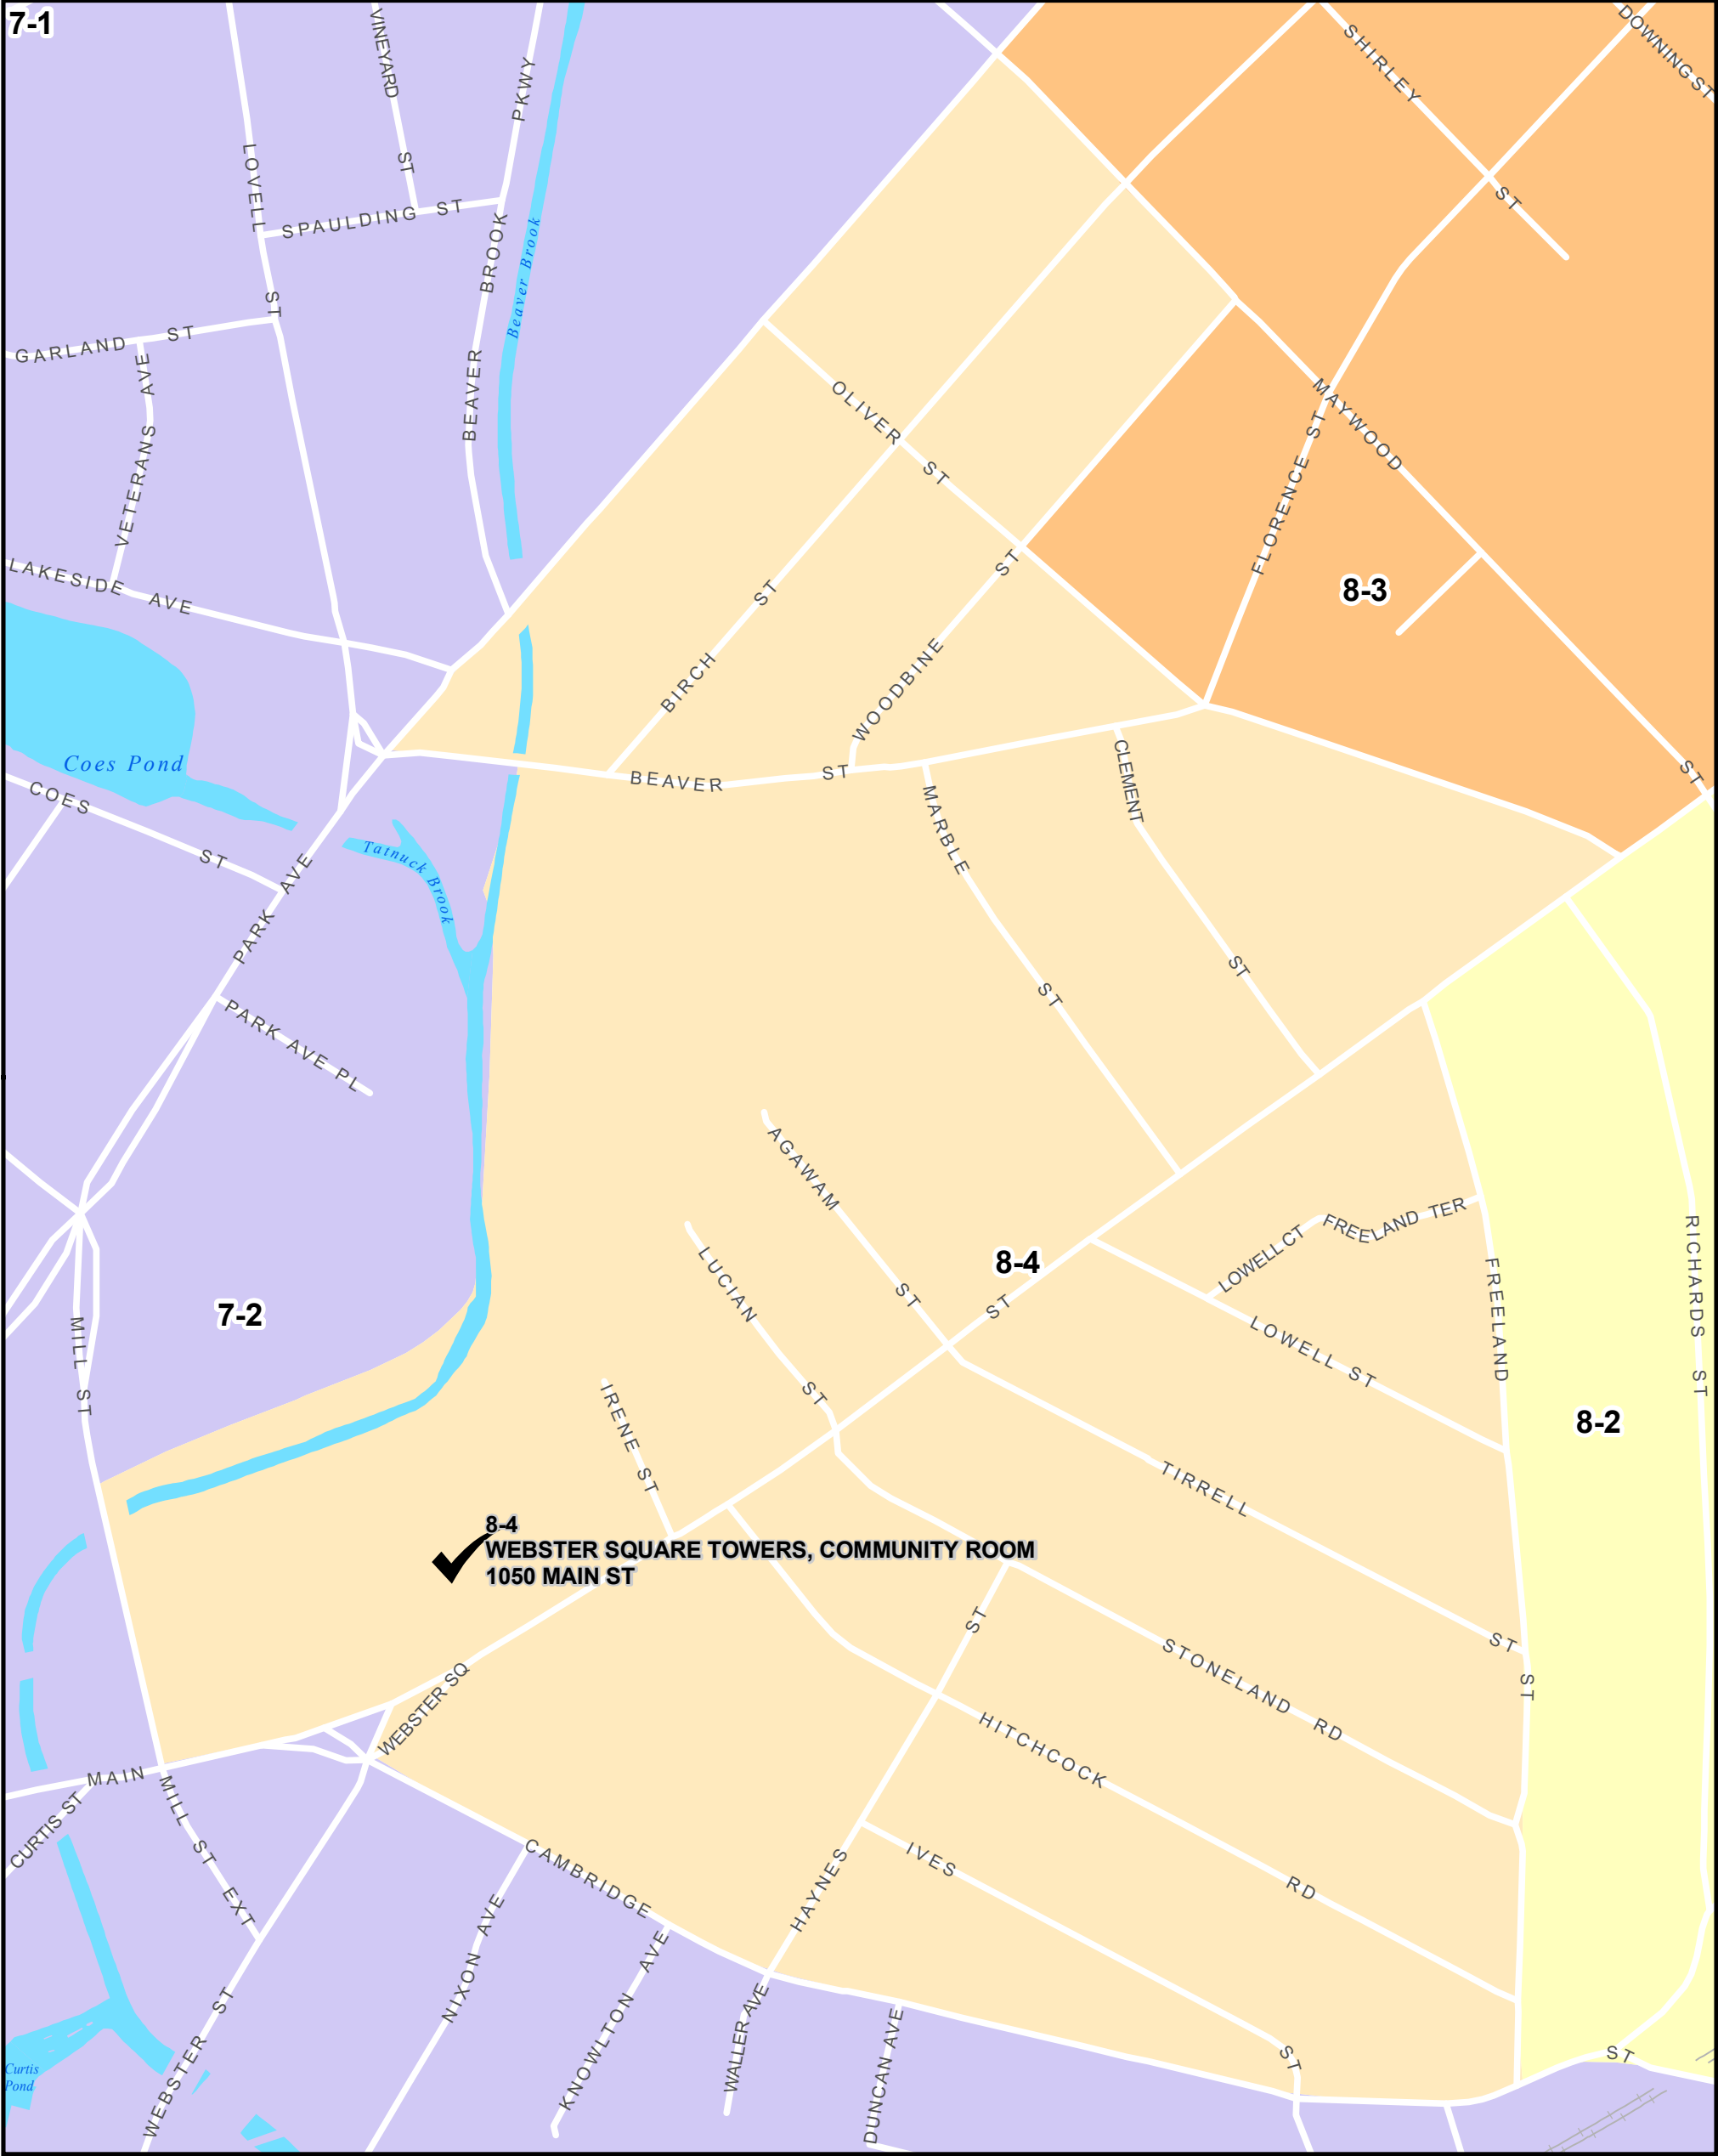 7-1
VINEYARD ST
PKWY
SHIRLEY ST
DOWNING ST
LOVELL ST
SPAULDING ST
BEAVER BROOK
Beaver Brook
GARLAND ST
VETERANS AVE
OLIVER ST
MAYWOOD ST
FLORENCE ST
LAKESIDE AVE
8-3
BIRCH ST
WOODBINE ST
Coes Pond
BEAVER ST
CLEMENT ST
MARBLE ST
COES ST
Tatnuck Brook
PARK AVE
PARK AVE PL
AGAWAM ST
LUCIAN ST
8-4
ST
LOWELL CT
FREELAND TER
FREELAND ST
RICHARDS ST
7-2
MILL ST
LOWELL ST
IRENE ST
8-2
TIRRELL ST
8-4
WEBSTER SQUARE TOWERS, COMMUNITY ROOM
1050 MAIN ST
STONELAND RD
WEBSTER SQ
HITCHCOCK RD
MAIN
CURTIS ST
MILL ST EXT
CAMBRIDGE ST
HAYNES ST
IVES ST
NIXON AVE
KNOWLTON AVE
WALLER AVE
DUNCAN AVE
WEBSTER ST
Curtis
Pond